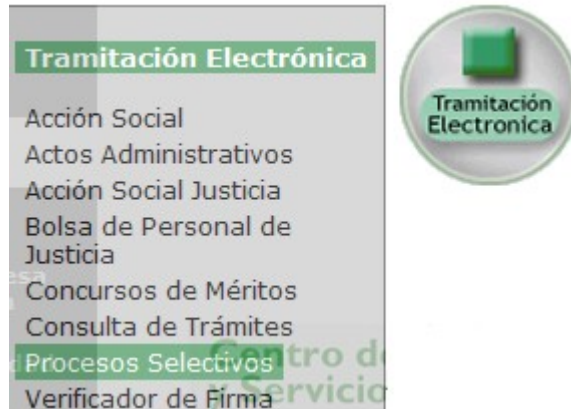 Tramitación Electrónica
Acción Social
Actos Administrativos
Acción Social Justicia
Bolsa de Personal de
Justicia
Concursos de Méritos
Consulta de Trámites
Procesos Selectivos
Verificador de Firma
Tramitación
Electronica